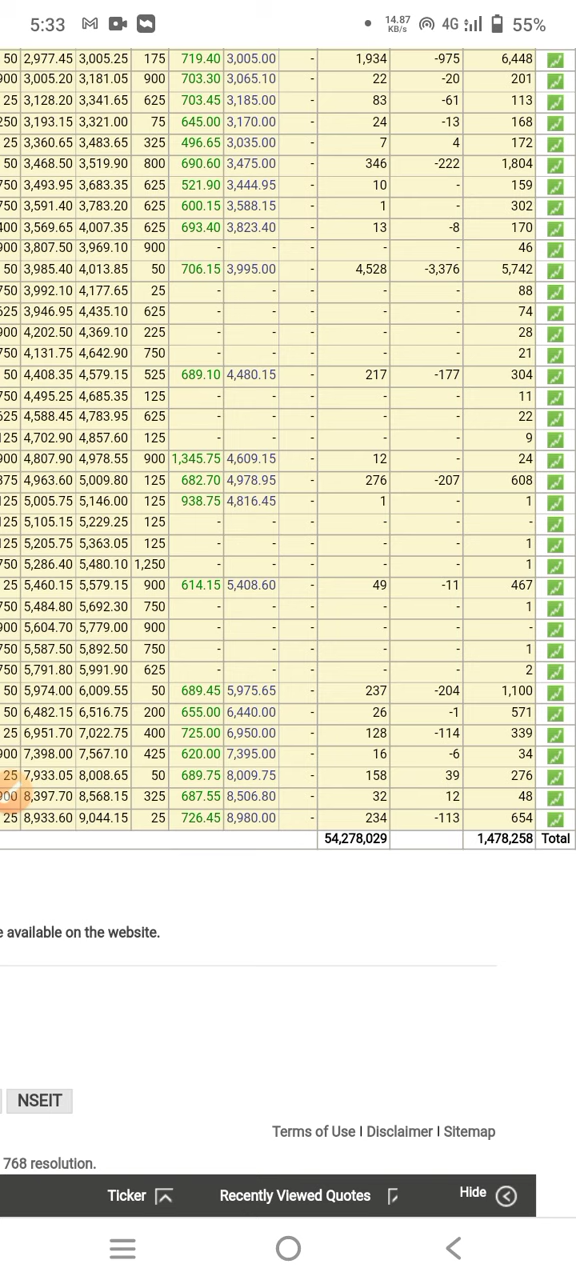 5:33 14.87 KB/s 4G 55%
50 2,977.45 3,005.25 175 719.40 3,005.00 - 1,934 -975 6,448
900 3,005.20 3,181.05 900 703.30 3,065.10 - 22 -20 201
25 3,128.20 3,341.65 625 703.45 3,185.00 - 83 -61 113
250 3,193.15 3,321.00 75 645.00 3,170.00 - 24 -13 168
25 3,360.65 3,483.65 325 496.65 3,035.00 - 7 4 172
50 3,468.50 3,519.90 800 690.60 3,475.00 - 346 -222 1,804
750 3,493.95 3,683.35 625 521.90 3,444.95 - 10 - 159
750 3,591.40 3,783.20 625 600.15 3,588.15 - 1 - 302
400 3,569.65 4,007.35 625 693.40 3,823.40 - 13 -8 170
900 3,807.50 3,969.10 900 - - - - - 46
50 3,985.40 4,013.85 50 706.15 3,995.00 - 4,528 -3,376 5,742
750 3,992.10 4,177.65 25 - - - - - 88
625 3,946.95 4,435.10 625 - - - - - 74
900 4,202.50 4,369.10 225 - - - - - 28
750 4,131.75 4,642.90 750 - - - - - 21
50 4,408.35 4,579.15 525 689.10 4,480.15 - 217 -177 304
750 4,495.25 4,685.35 125 - - - - - 11
625 4,588.45 4,783.95 625 - - - - - 22
125 4,702.90 4,857.60 125 - - - - - 9
900 4,807.90 4,978.55 900 1,345.75 4,609.15 - 12 - 24
375 4,963.60 5,009.80 125 682.70 4,978.95 - 276 -207 608
125 5,005.75 5,146.00 125 938.75 4,816.45 - 1 - 1
125 5,105.15 5,229.25 125 - - - - - -
125 5,205.75 5,363.05 125 - - - - - 1
750 5,286.40 5,480.10 1,250 - - - - - 1
25 5,460.15 5,579.15 900 614.15 5,408.60 - 49 -11 467
750 5,484.80 5,692.30 750 - - - - - 1
900 5,604.70 5,779.00 900 - - - - - -
750 5,587.50 5,892.50 750 - - - - - 1
750 5,791.80 5,991.90 625 - - - - - 2
50 5,974.00 6,009.55 50 689.45 5,975.65 - 237 -204 1,100
50 6,482.15 6,516.75 200 655.00 6,440.00 - 26 -1 571
25 6,951.70 7,022.75 400 725.00 6,950.00 - 128 -114 339
900 7,398.00 7,567.10 425 620.00 7,395.00 - 16 -6 34
25 7,933.05 8,008.65 50 689.75 8,009.75 - 158 39 276
900 8,397.70 8,568.15 325 687.55 8,506.80 - 32 12 48
25 8,933.60 9,044.15 25 726.45 8,980.00 - 234 -113 654
54,278,029 1,478,258 Total
e available on the website.
NSEIT
Terms of Use I Disclaimer I Sitemap
768 resolution.
Ticker Recently Viewed Quotes Hide